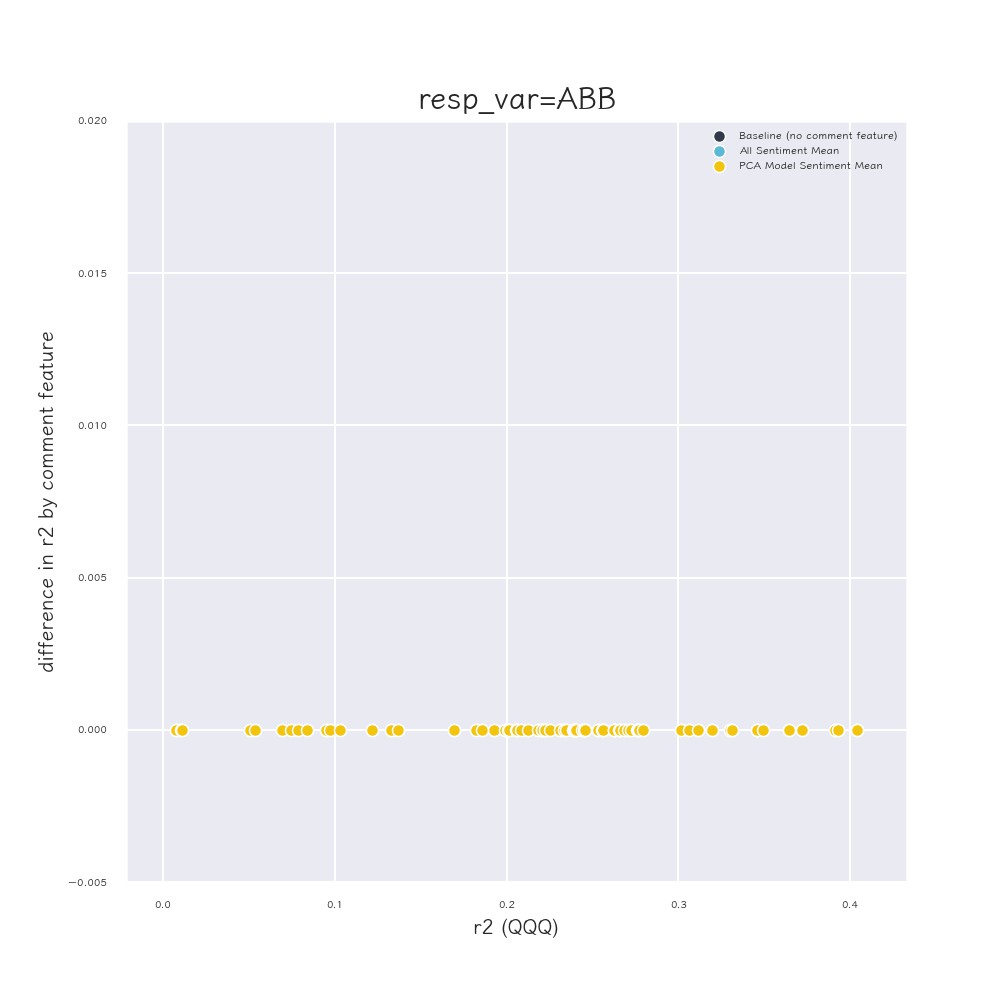 resp_var=ABB
0.020
Baseline (no comment feature)
All Sentiment Mean
PCA Model Sentiment Mean
0.015
0.010
0.005
0.000
−0.005
difference in r2 by comment feature
0.0 0.1 0.2 0.3 0.4
r2 (QQQ)